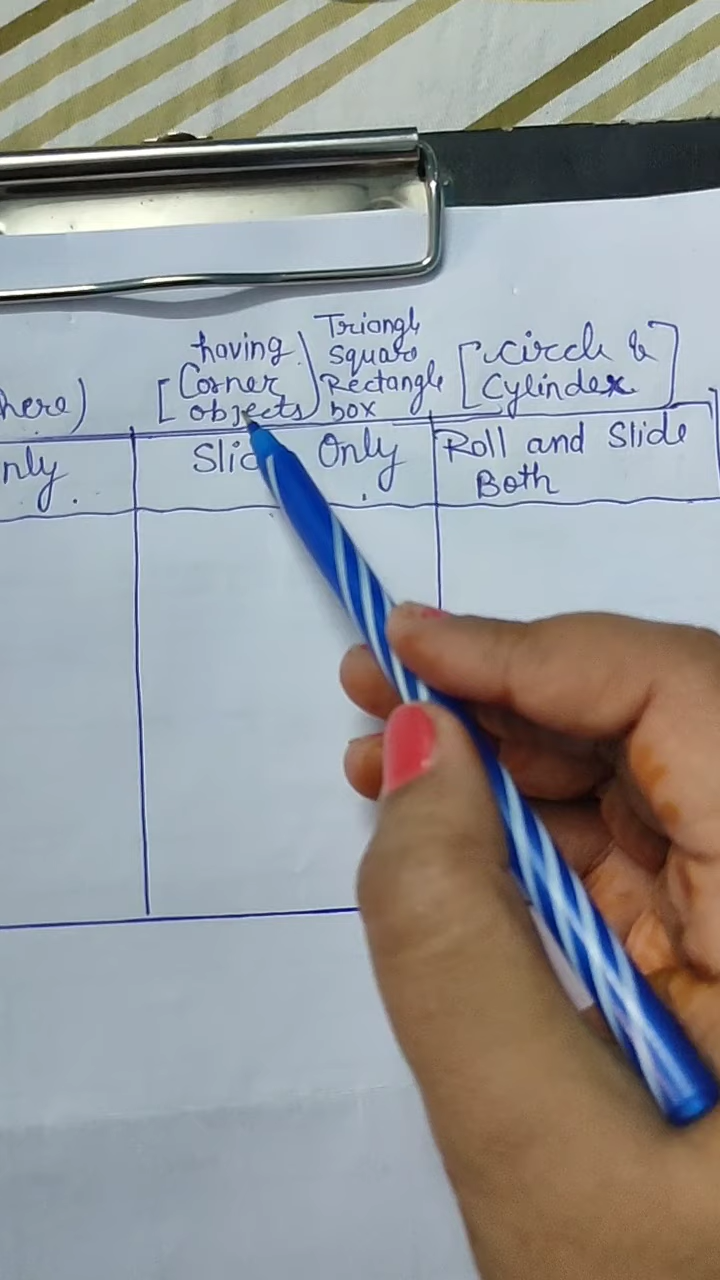 here)
[having
Corner
objects)
Triangle
Square
Rectangle
box
[circle &
Cylinder]
nly.
Slid Only.
Roll and Slide
Both